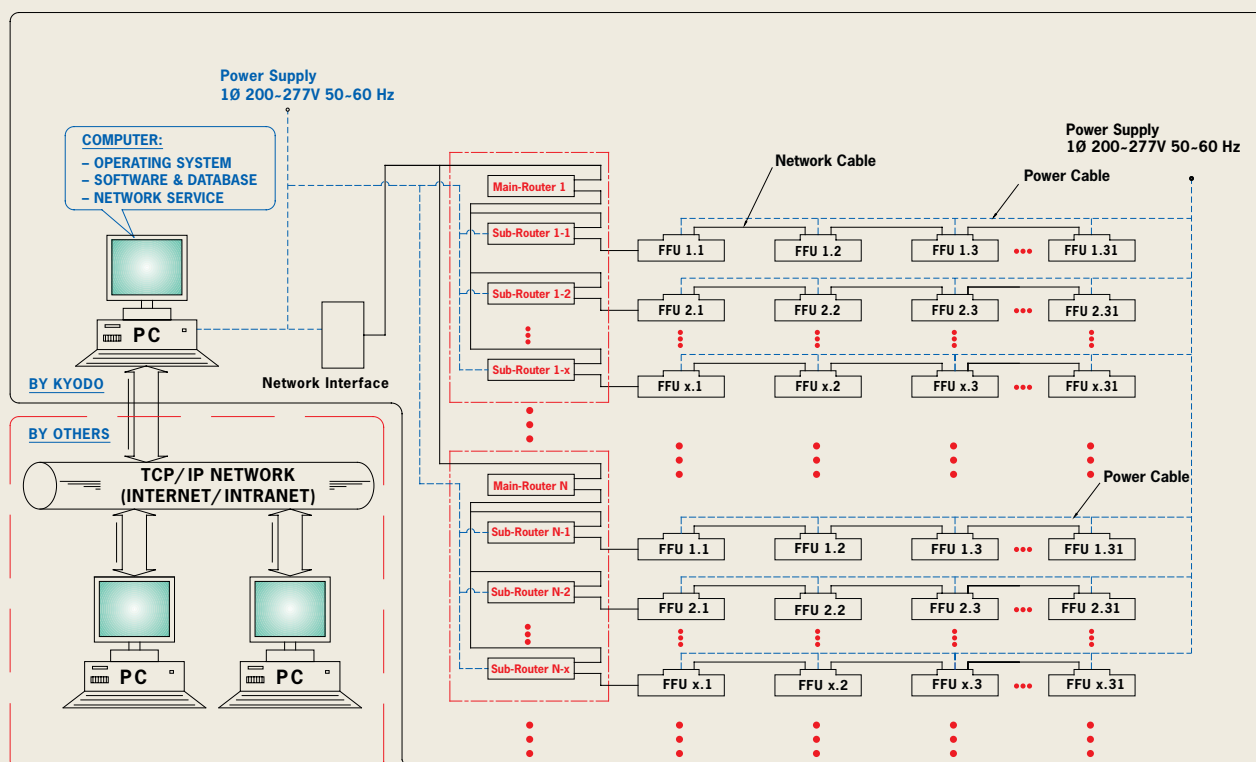 Power Supply
1Ø 200~277V 50~60 Hz
COMPUTER:
– OPERATING SYSTEM
– SOFTWARE & DATABASE
– NETWORK SERVICE
PC
Network Interface
BY KYODO
BY OTHERS
TCP/IP NETWORK
(INTERNET/INTRANET)
PC
PC
Power Supply
1Ø 200~277V 50~60 Hz
Network Cable
Power Cable
Main-Router 1
Sub-Router 1-1
FFU 1.1
FFU 1.2
FFU 1.3
FFU 1.31
Sub-Router 1-2
FFU 2.1
FFU 2.2
FFU 2.3
FFU 2.31
Sub-Router 1-x
FFU x.1
FFU x.2
FFU x.3
FFU x.31
Main-Router N
Power Cable
Sub-Router N-1
FFU 1.1
FFU 1.2
FFU 1.3
FFU 1.31
Sub-Router N-2
FFU 2.1
FFU 2.2
FFU 2.3
FFU 2.31
Sub-Router N-x
FFU x.1
FFU x.2
FFU x.3
FFU x.31